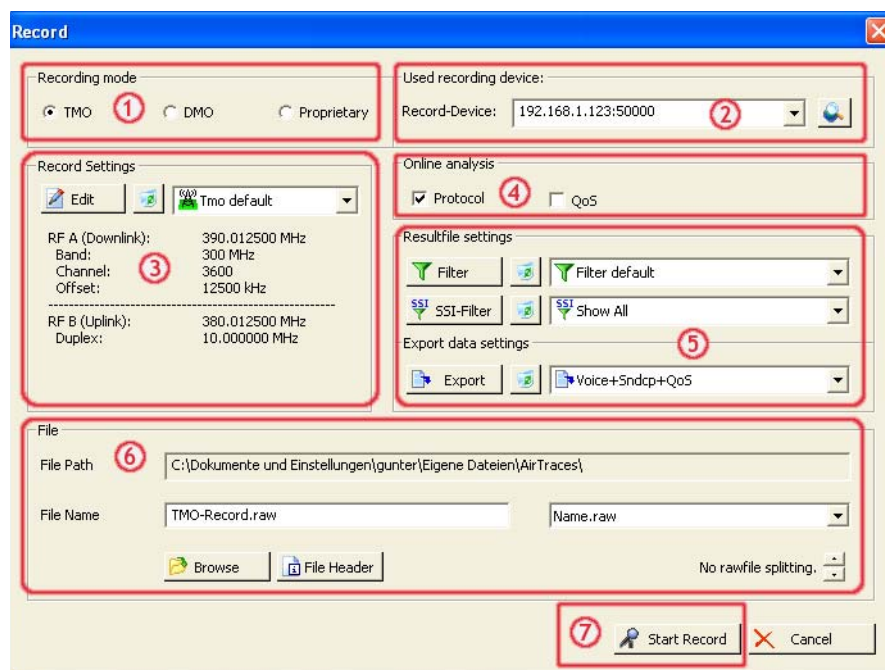 Record
Recording mode
TMO ① DMO Proprietary
Used recording device:
Record-Device: 192.168.1.123:50000 ②
Record Settings
Edit Tmo default
RF A (Downlink): 390.012500 MHz
Band: 300 MHz
Channel: ③ 3600
Offset: 12500 kHz
RF B (Uplink): 380.012500 MHz
Duplex: 10.000000 MHz
Online analysis
Protocol ④ QoS
Resultfile settings
Filter Filter default
SSI SSI-Filter SSI Show All
Export data settings ⑤
Export Voice+Sndcp+QoS
File
File Path ⑥ C:\Dokumente und Einstellungen\gunter\Eigene Dateien\AirTraces\
File Name TMO-Record.raw Name.raw
Browse File Header No rawfile splitting.
⑦ Start Record Cancel